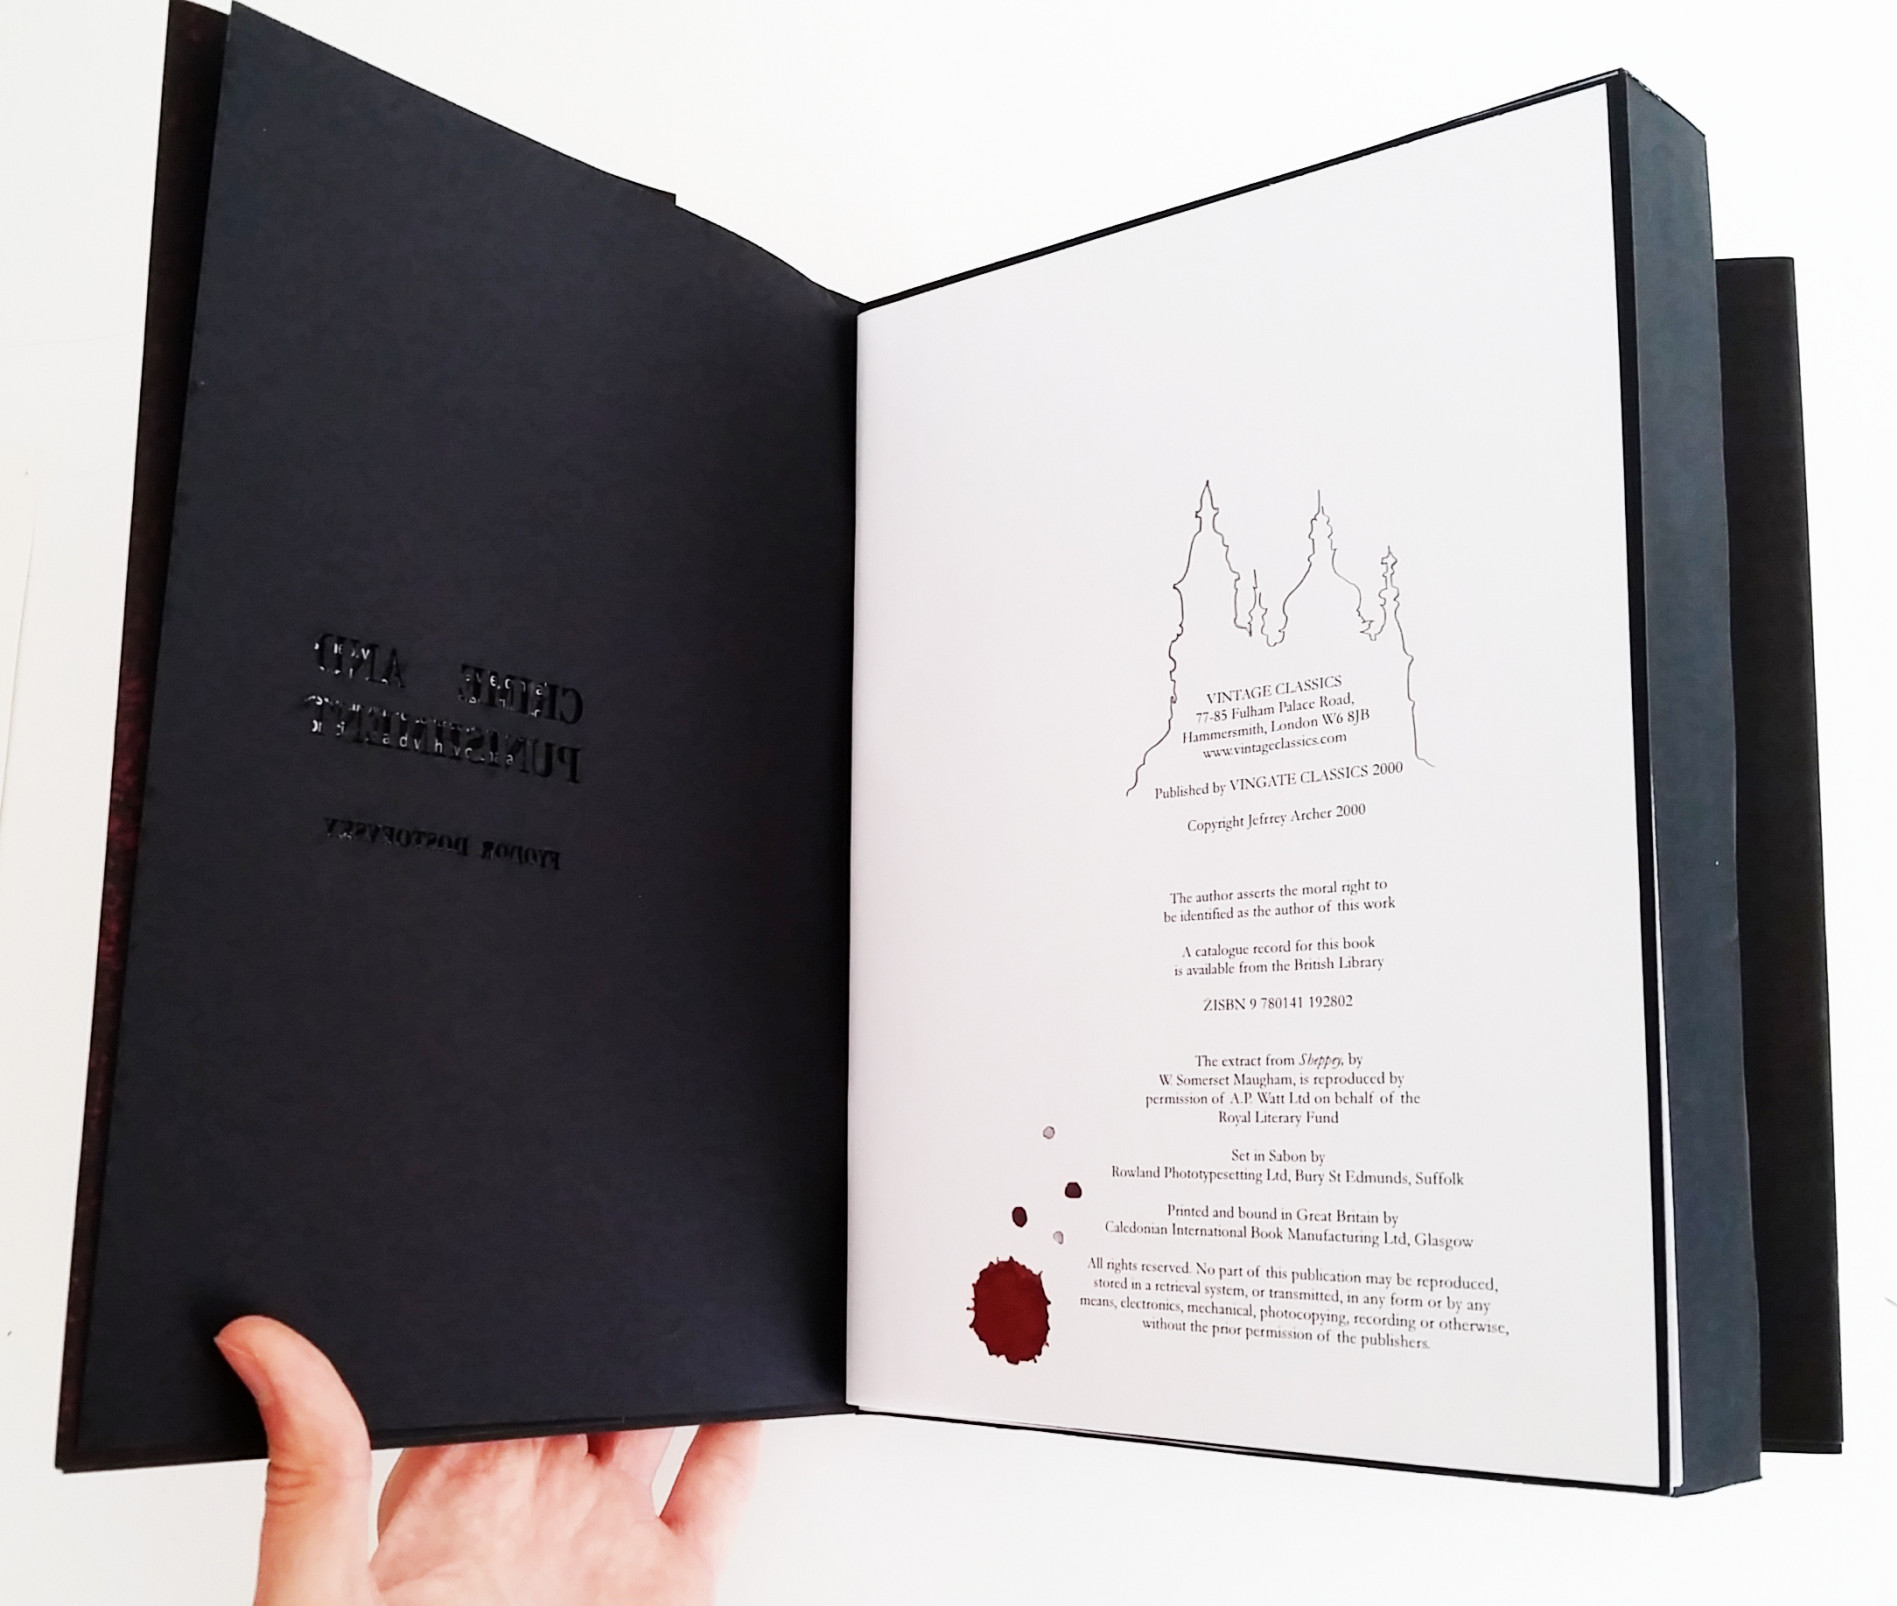 CRIME AND
PUNISHMENT
FYODOR DOSTOEVSKY
VINTAGE CLASSICS
77-85 Fulham Palace Road,
Hammersmith, London W6 8JB
www.vintageclassics.com
Published by VINGATE CLASSICS 2000
Copyright Jefrrey Archer 2000
The author asserts the moral right to
be identified as the author of this work
A catalogue record for this book
is available from the British Library
ZISBN 9 780141 192802
The extract from Sheppey, by
W. Somerset Maugham, is reproduced by
permission of A.P. Watt Ltd on behalf of the
Royal Literary Fund
Set in Sabon by
Rowland Phototypesetting Ltd, Bury St Edmunds, Suffolk
Printed and bound in Great Britain by
Caledonian International Book Manufacturing Ltd, Glasgow
All rights reserved. No part of this publication may be reproduced,
stored in a retrieval system, or transmitted, in any form or by any
means, electronics, mechanical, photocopying, recording or otherwise,
without the prior permission of the publishers.